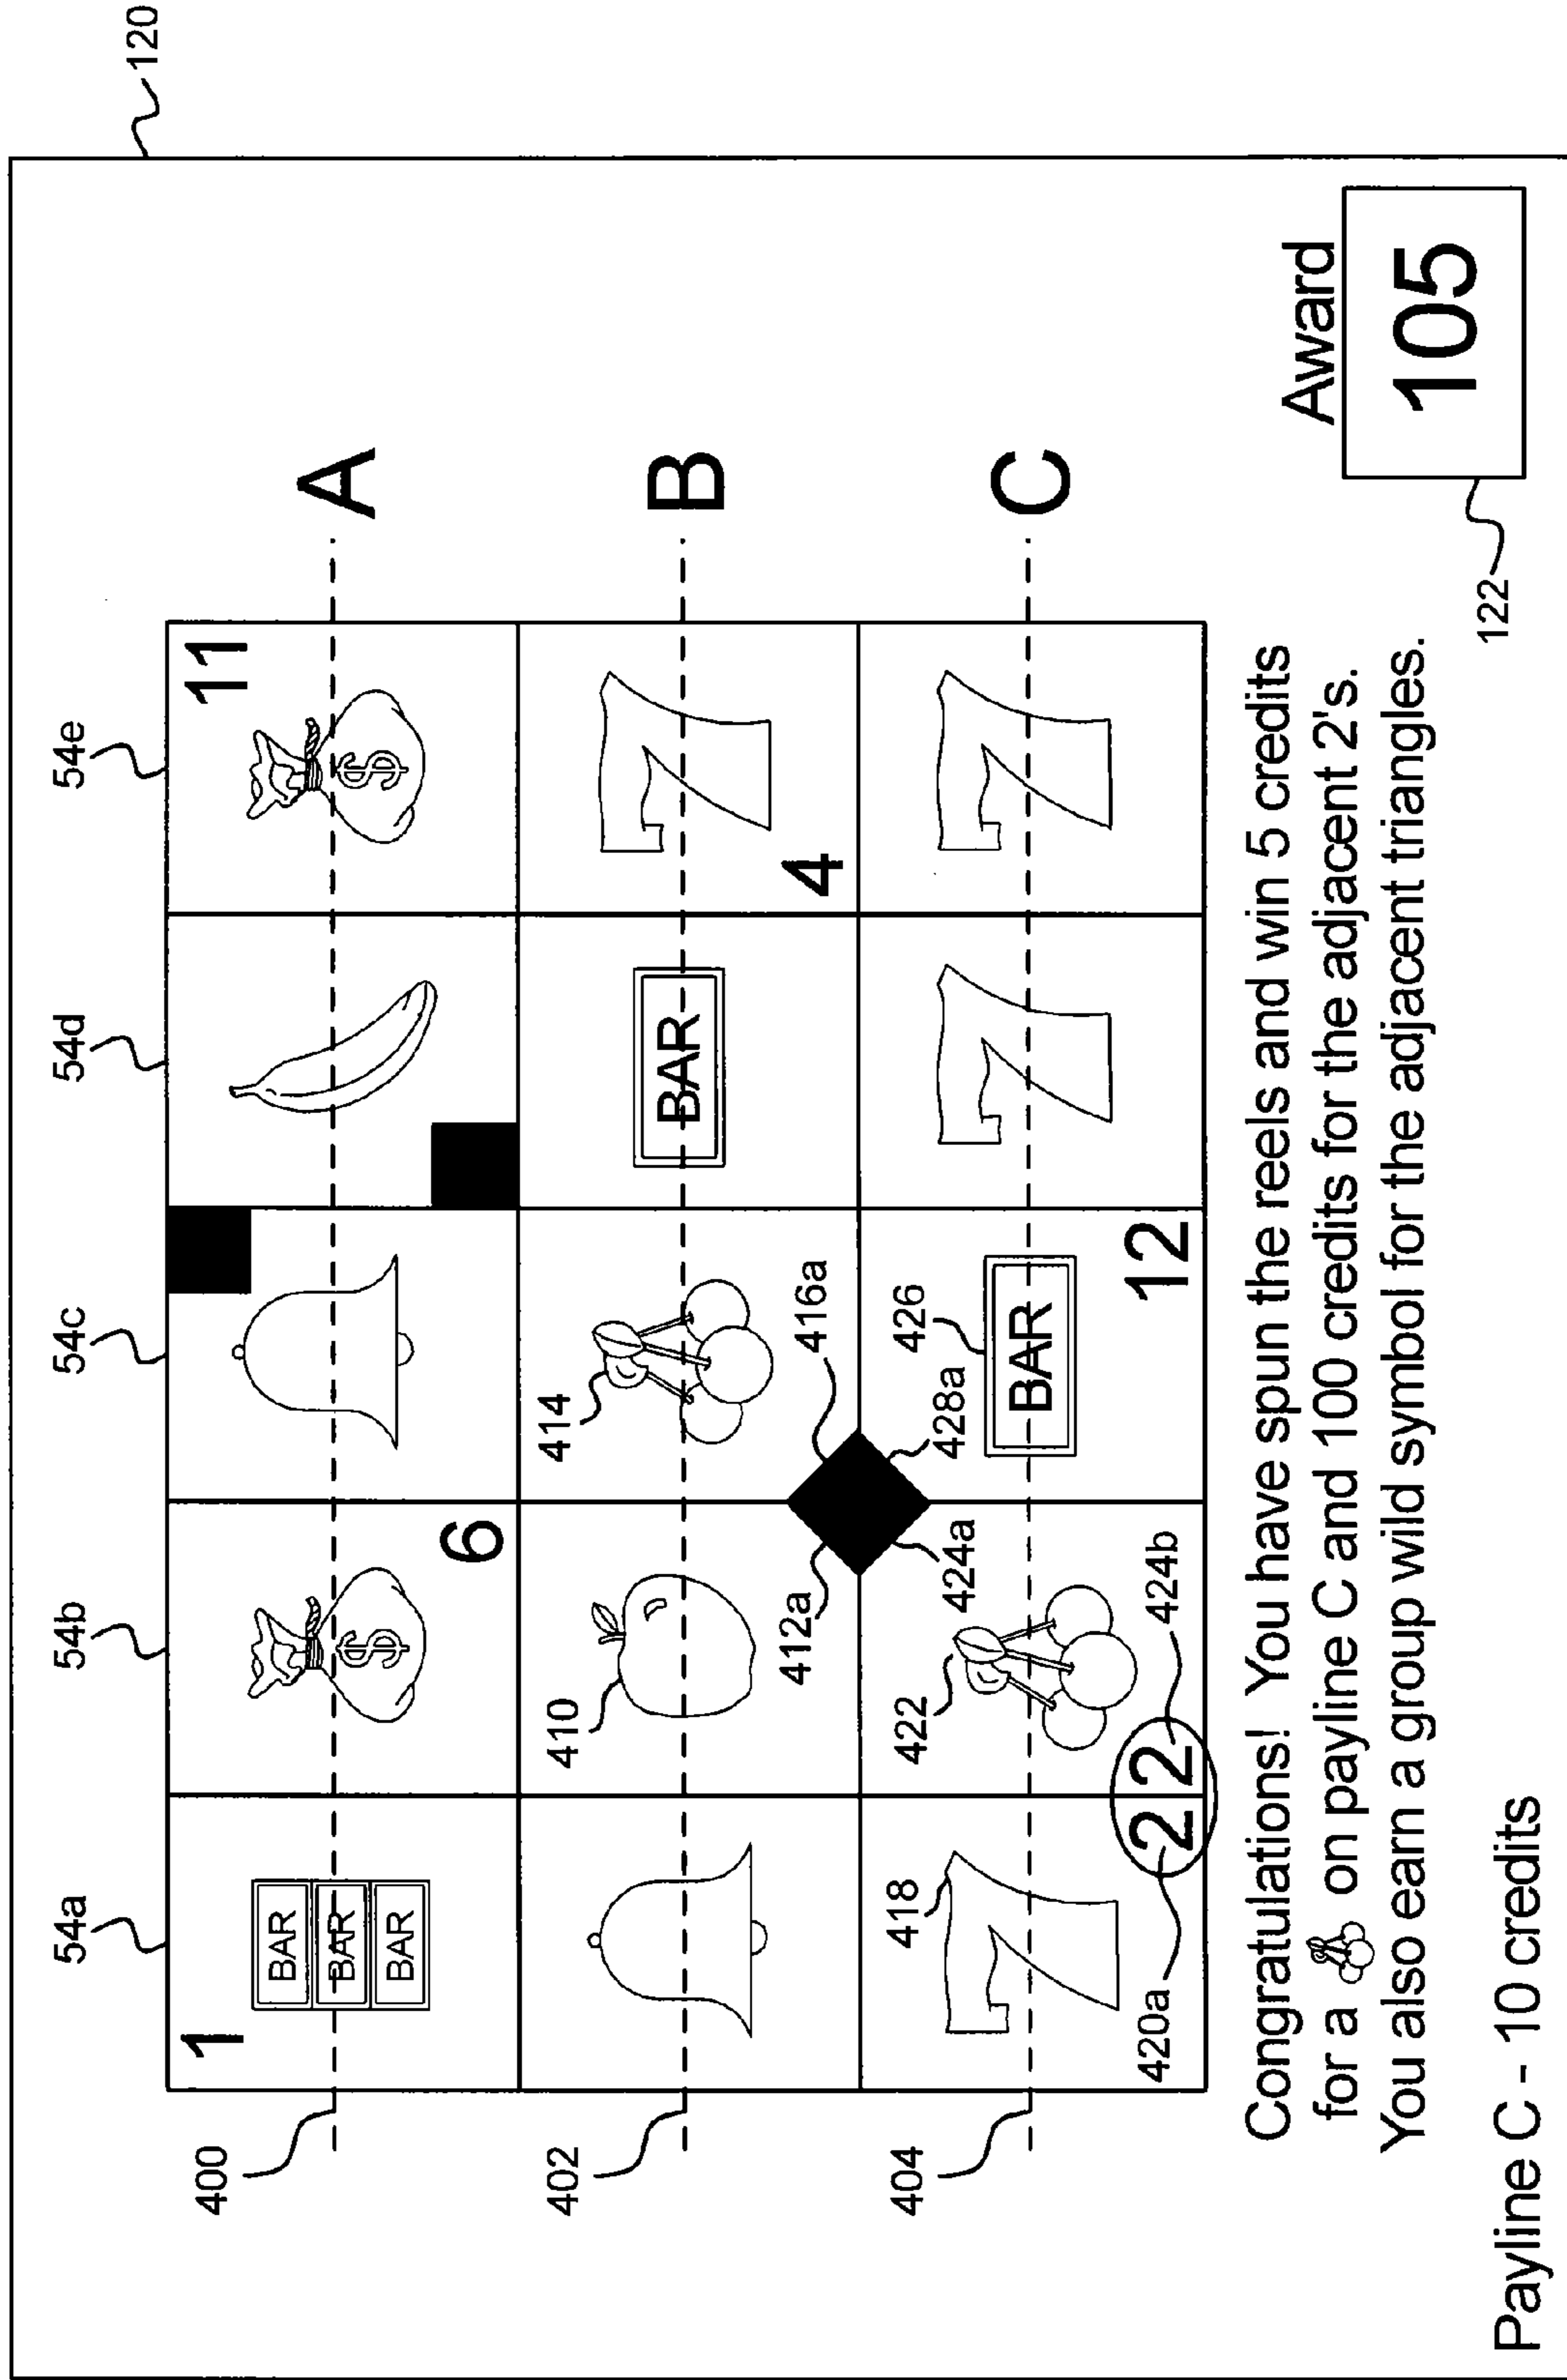 120
54a 54b 54c 54d 54e
1 11
BAR
BAR
BAR
$ $
400 A
6
414
410
BAR
402 B
412a 416a 4
418 422 428a 426
424a
BAR
404 C
420a 2 2 424b 12
Congratulations! You have spun the reels and win 5 credits
for a on payline C and 100 credits for the adjacent 2's.
You also earn a group wild symbol for the adjacent triangles.
Award
105
122
Payline C - 10 credits